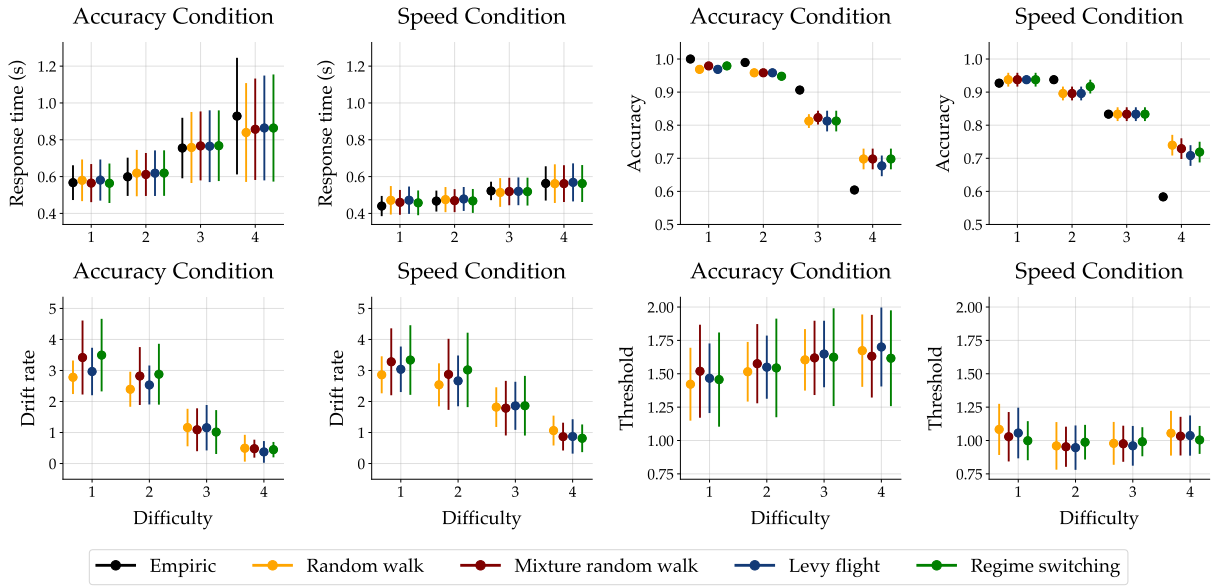 Accuracy Condition
Speed Condition
Accuracy Condition
Speed Condition
Response time (s)
1.2
1.0
0.8
0.6
0.4
1 2 3 4
Response time (s)
1.2
1.0
0.8
0.6
0.4
1 2 3 4
Accuracy
1.0
0.9
0.8
0.7
0.6
0.5
1 2 3 4
Accuracy
1.0
0.9
0.8
0.7
0.6
0.5
1 2 3 4
Accuracy Condition
Speed Condition
Accuracy Condition
Speed Condition
Drift rate
5
4
3
2
1
0
1 2 3 4
Difficulty
Drift rate
5
4
3
2
1
0
1 2 3 4
Difficulty
Threshold
2.00
1.75
1.50
1.25
1.00
0.75
1 2 3 4
Difficulty
Threshold
2.00
1.75
1.50
1.25
1.00
0.75
1 2 3 4
Difficulty
Empiric Random walk Mixture random walk Levy flight Regime switching